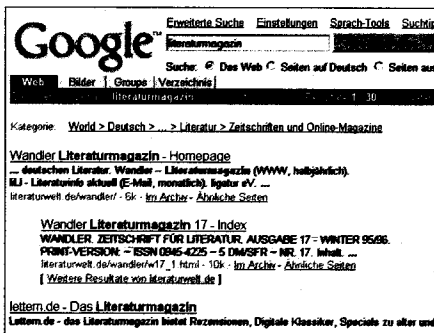 Google™
Erweiterte Suche Einstellungen Sprach-Tools Suchtip
literaturmagazin
Suche: Das Web Seiten auf Deutsch Seiten aus
Web Bilder Groups Verzeichnis
literaturmagazin 1 30
Kategorie: World > Deutsch > ... > Literatur > Zeitschriften und Online-Magazine
Wandler Literaturmagazin - Homepage
... deutschen Literatur. Wandler -- Literaturmagazin (WWW, halbjährlich).
liLi - Literaturinfo aktuell (E-Mail, monatlich). ligatur eV. ...
literaturwelt.de/wandler/ - 6k - Im Archiv - Ähnliche Seiten
Wandler Literaturmagazin 17 - Index
WANDLER. ZEITSCHRIFT FÜR LITERATUR. AUSGABE 17 – WINTER 95/96.
PRINT-VERSION: ~ ISSN 0945-4225 ~ 5 DM/SFR ~ NR. 17. Inhalt. ...
literaturwelt.de/wandler/w17_1.html - 10k - Im Archiv - Ähnliche Seiten
[ Weitere Resultate von literaturwelt.de ]
lettern.de - Das Literaturmagazin
Lettern.de - das Literaturmagazin bietet Rezensionen, Digitale Klassiker, Specials zu alter und